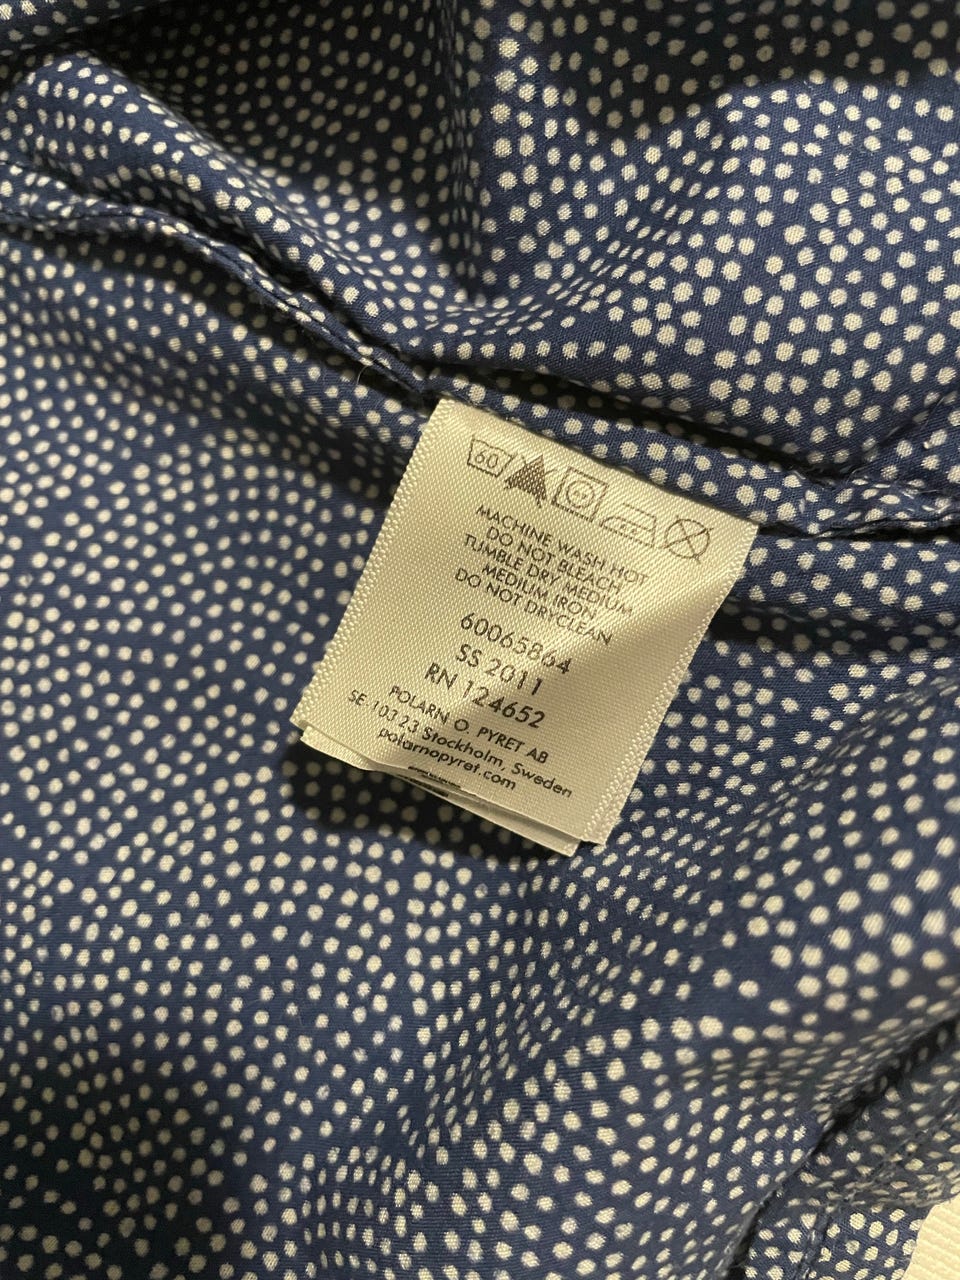 60
MACHINE WASH HOT
DO NOT BLEACH
TUMBLE DRY MEDIUM
MEDIUM IRON
DO NOT DRYCLEAN
60065864
SS 2011
RN 124652
POLARN O. PYRET AB
SE 103 23 Stockholm, Sweden
polarnopyret.com